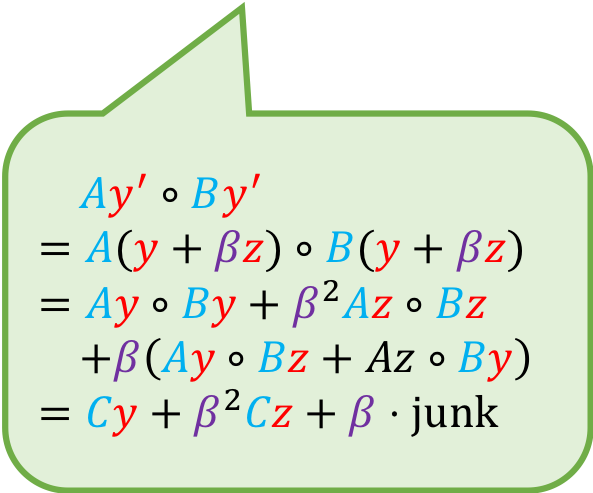 Ay′ ∘ By′
= A(y + βz) ∘ B(y + βz)
= Ay ∘ By + β²Az ∘ Bz
+β(Ay ∘ Bz + Az ∘ By)
= Cy + β²Cz + β · junk